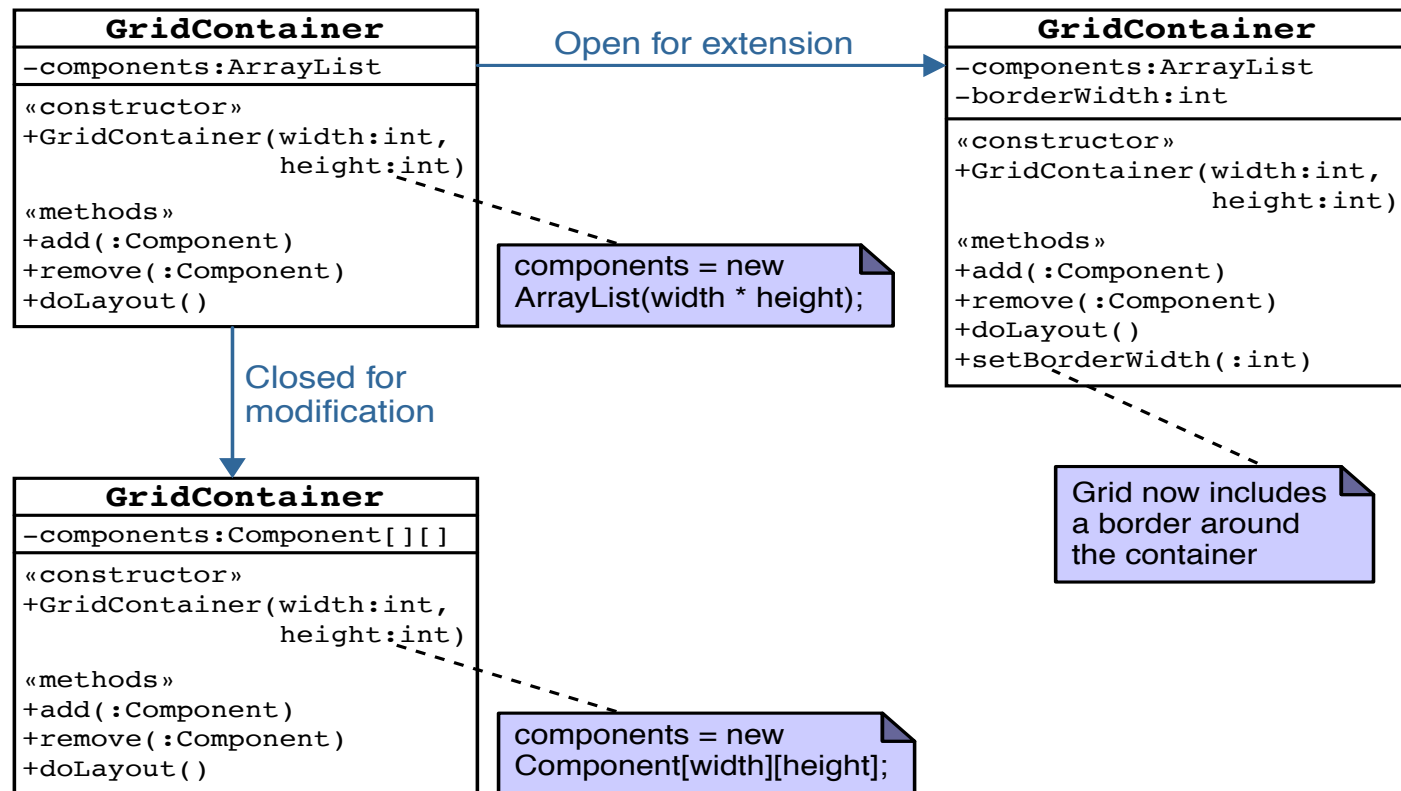 GridContainer
-components:ArrayList
«constructor»
+GridContainer(width:int,
height:int)
«methods»
+add(:Component)
+remove(:Component)
+doLayout()
Open for extension
GridContainer
-components:ArrayList
-borderWidth:int
«constructor»
+GridContainer(width:int,
height:int)
«methods»
+add(:Component)
+remove(:Component)
+doLayout()
+setBorderWidth(:int)
components = new
ArrayList(width * height);
Closed for
modification
Grid now includes
a border around
the container
GridContainer
-components:Component[][]
«constructor»
+GridContainer(width:int,
height:int)
«methods»
+add(:Component)
+remove(:Component)
+doLayout()
components = new
Component[width][height];